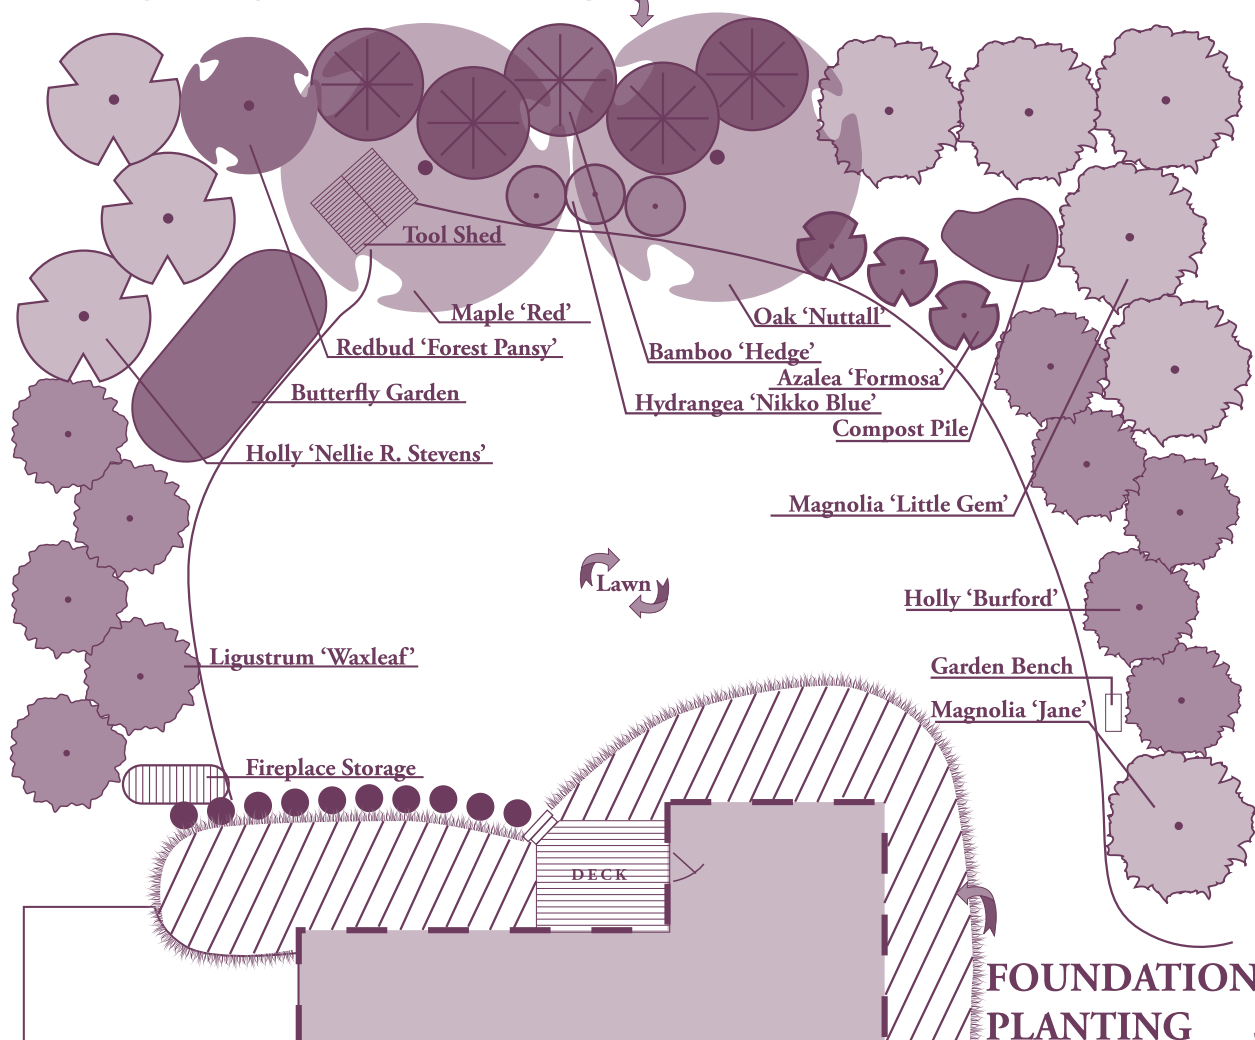 Tool Shed
Maple ‘Red’
Oak ‘Nuttall’
Redbud ‘Forest Pansy’
Bamboo ‘Hedge’
Azalea ‘Formosa’
Butterfly Garden
Hydrangea ‘Nikko Blue’
Compost Pile
Holly ‘Nellie R. Stevens’
Magnolia ‘Little Gem’
Lawn
Holly ‘Burford’
Ligustrum ‘Waxleaf’
Garden Bench
Magnolia ‘Jane’
Fireplace Storage
DECK
FOUNDATION
PLANTING